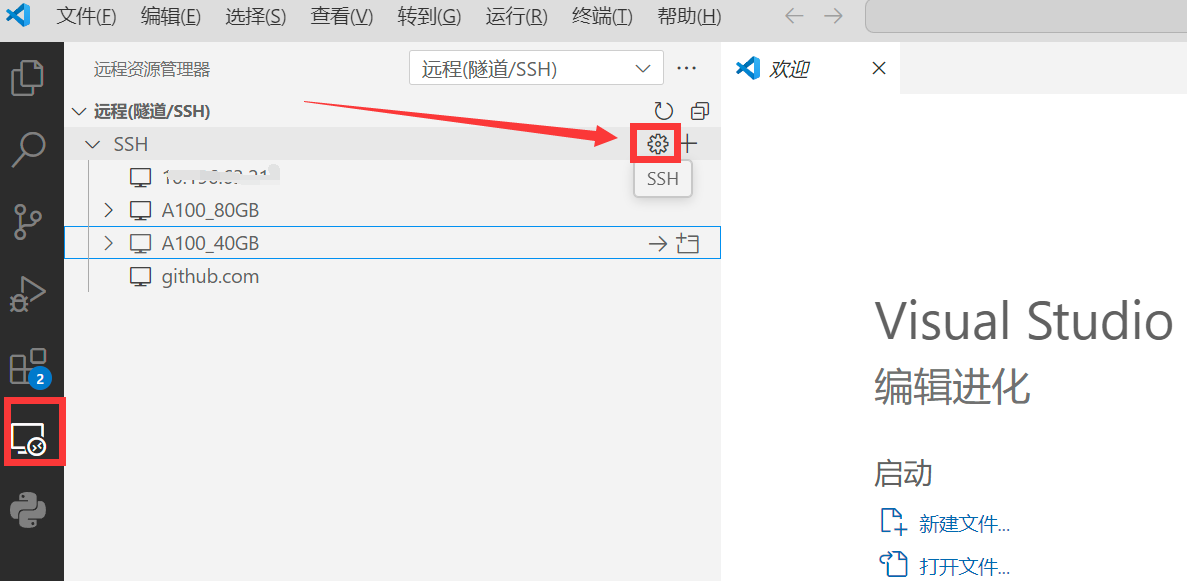 文件(F) 编辑(E) 选择(S) 查看(V) 转到(G) 运行(R) 终端(T) 帮助(H)
远程资源管理器 远程(隧道/SSH)
欢迎
远程(隧道/SSH)
SSH
SSH
A100_80GB
A100_40GB
github.com
2
Visual Studio
编辑进化
启动
新建文件...
打开文件...